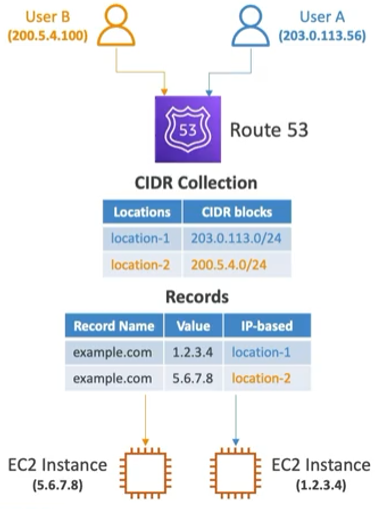 User B
(200.5.4.100)
User A
(203.0.113.56)
53
Route 53
CIDR Collection
Locations CIDR blocks
location-1 203.0.113.0/24
location-2 200.5.4.0/24
Records
Record Name Value IP-based
example.com 1.2.3.4 location-1
example.com 5.6.7.8 location-2
EC2 Instance
(5.6.7.8)
EC2 Instance
(1.2.3.4)